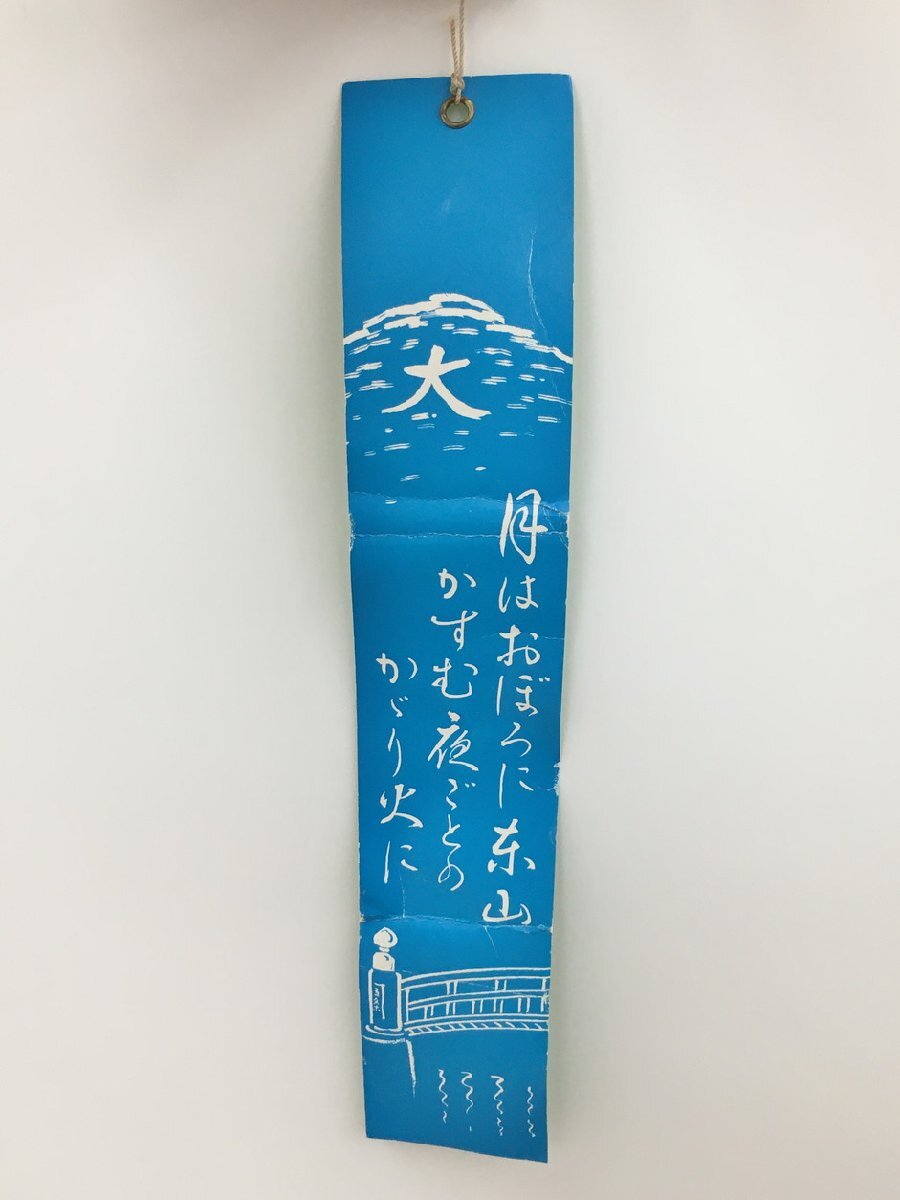 大
月はおぼろに東山
かすむ夜ごとの
かゞり火に